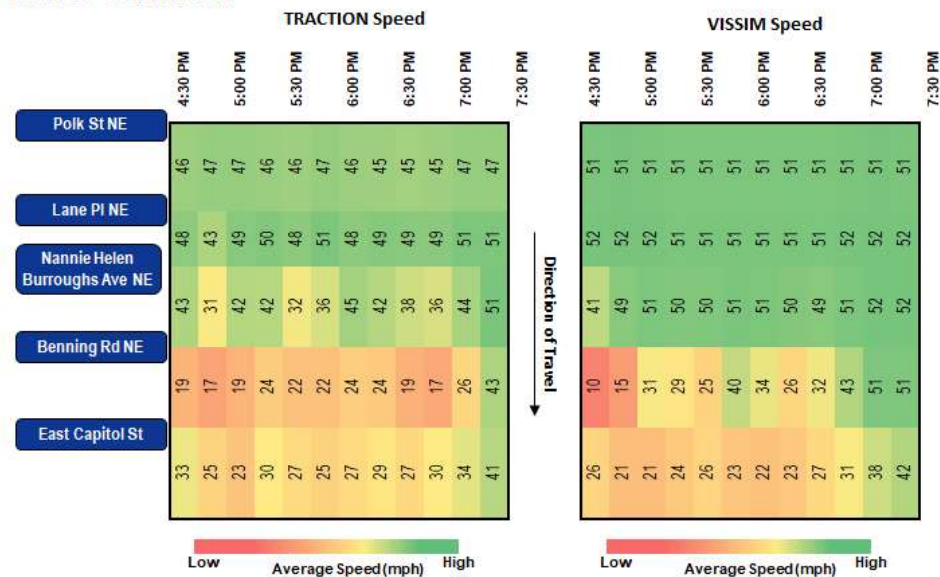 TRACTION Speed
VISSIM Speed
4:30 PM 5:00 PM 5:30 PM 6:00 PM 6:30 PM 7:00 PM 7:30 PM
4:30 PM 5:00 PM 5:30 PM 6:00 PM 6:30 PM 7:00 PM 7:30 PM
Polk St NE
46 47 47 46 46 47 46 45 45 45 47 47
51 51 51 51 51 51 51 51 51 51 51 51
Lane Pl NE
48 43 49 50 48 51 48 49 49 49 51 51
52 52 52 51 51 51 51 51 51 52 52 52
Nannie Helen
Burroughs Ave NE
43 31 42 42 32 36 45 42 38 36 44 51
41 49 51 50 50 51 51 50 49 51 52 52
Direction of Travel
Benning Rd NE
19 17 19 24 22 22 24 24 19 17 26 43
10 15 31 29 25 40 34 26 32 43 51 51
East Capitol St
33 25 23 30 27 25 27 29 27 30 34 41
26 21 21 24 26 23 22 23 27 31 38 42
Low Average Speed (mph) High
Low Average Speed (mph) High